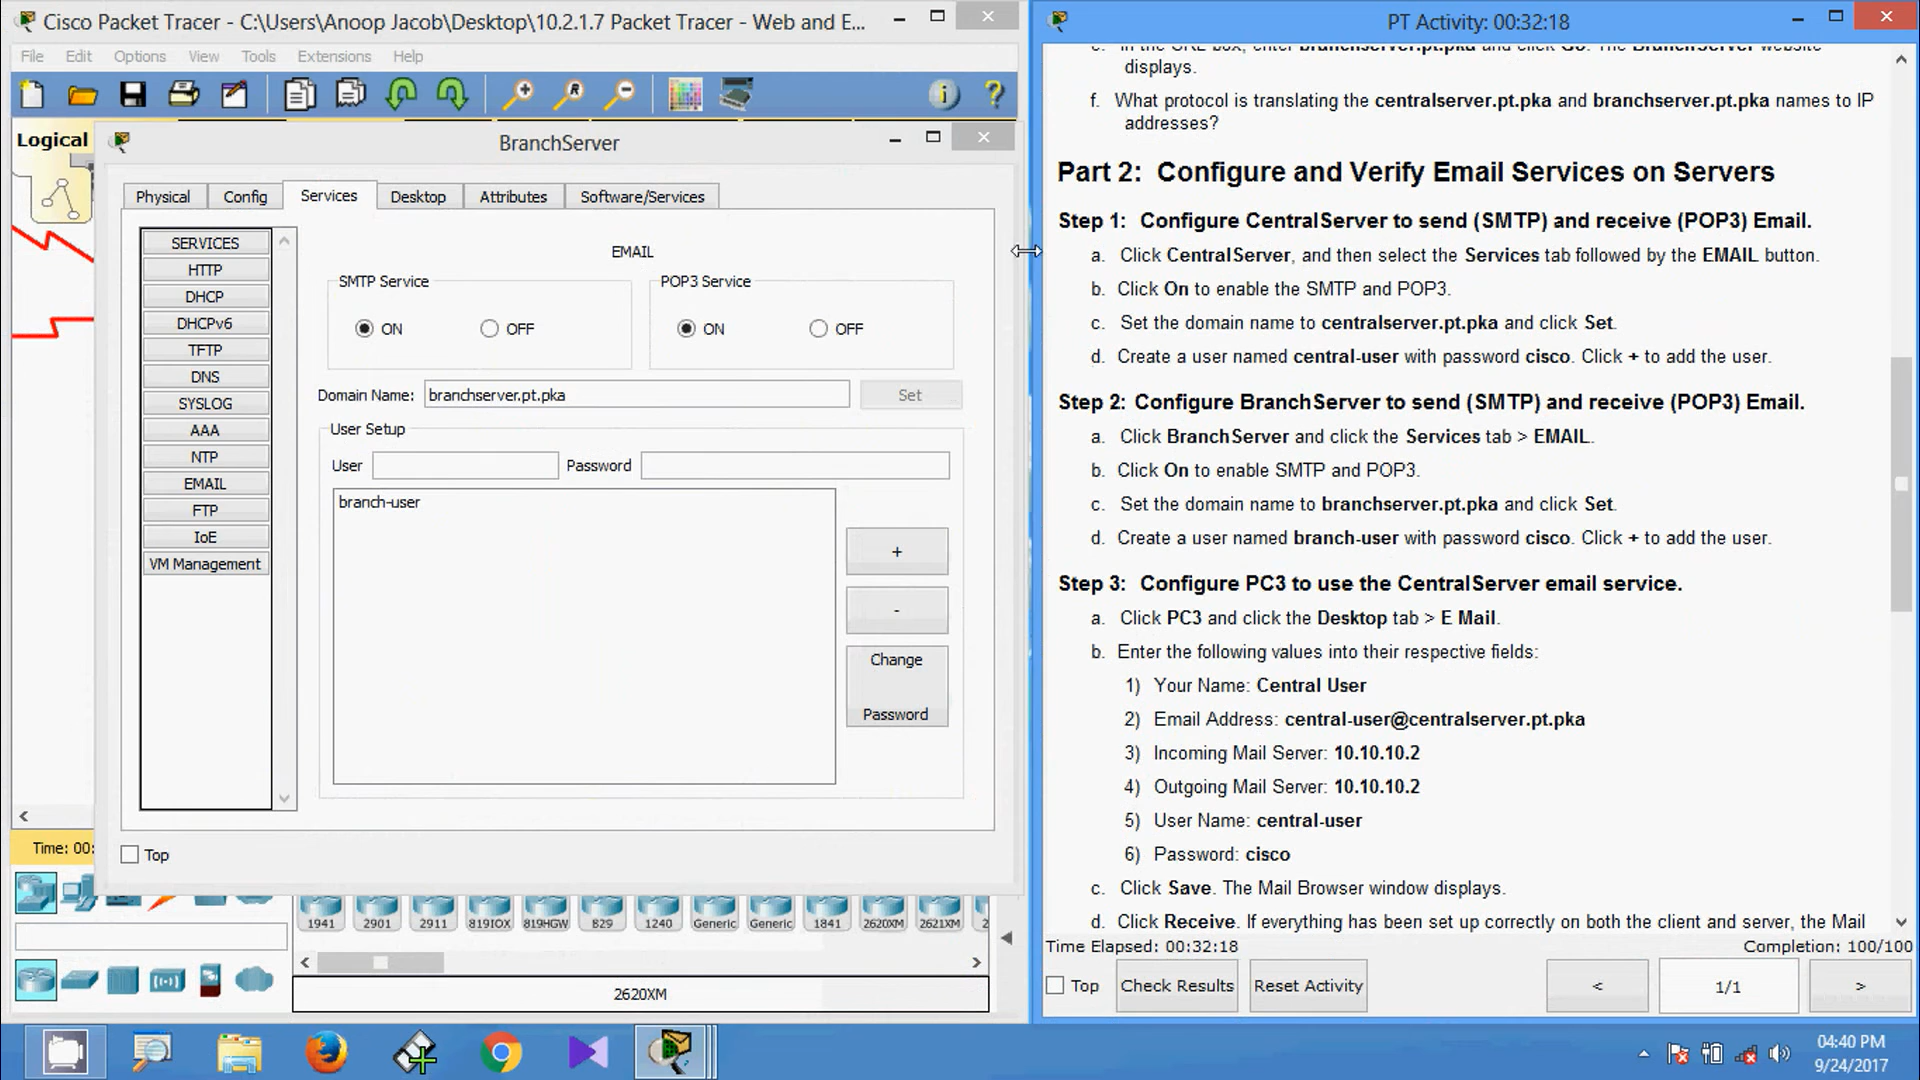 Cisco Packet Tracer - C:\Users\Anoop Jacob\Desktop\10.2.1.7 Packet Tracer - Web and E...
File Edit Options View Tools Extensions Help
Logical
BranchServer
Physical Config Services Desktop Attributes Software/Services
SERVICES
HTTP
DHCP
DHCPv6
TFTP
DNS
SYSLOG
AAA
NTP
EMAIL
FTP
IoE
VM Management
EMAIL
SMTP Service
ON OFF
POP3 Service
ON OFF
Domain Name: branchserver.pt.pka Set
User Setup
User Password
branch-user
+
-
Change
Password
Top
Time: 00:
1941 2901 2911 819IOX 819HGW 829 1240 Generic Generic 1841 2620XM 2621XM 2
2620XM
PT Activity: 00:32:18
displays.
f. What protocol is translating the centralserver.pt.pka and branchserver.pt.pka names to IP
addresses?
Part 2: Configure and Verify Email Services on Servers
Step 1: Configure CentralServer to send (SMTP) and receive (POP3) Email.
a. Click CentralServer, and then select the Services tab followed by the EMAIL button.
b. Click On to enable the SMTP and POP3.
c. Set the domain name to centralserver.pt.pka and click Set.
d. Create a user named central-user with password cisco. Click + to add the user.
Step 2: Configure BranchServer to send (SMTP) and receive (POP3) Email.
a. Click BranchServer and click the Services tab > EMAIL.
b. Click On to enable SMTP and POP3.
c. Set the domain name to branchserver.pt.pka and click Set.
d. Create a user named branch-user with password cisco. Click + to add the user.
Step 3: Configure PC3 to use the CentralServer email service.
a. Click PC3 and click the Desktop tab > E Mail.
b. Enter the following values into their respective fields:
1) Your Name: Central User
2) Email Address: central-user@centralserver.pt.pka
3) Incoming Mail Server: 10.10.10.2
4) Outgoing Mail Server: 10.10.10.2
5) User Name: central-user
6) Password: cisco
c. Click Save. The Mail Browser window displays.
d. Click Receive. If everything has been set up correctly on both the client and server, the Mail
Time Elapsed: 00:32:18 Completion: 100/100
Top Check Results Reset Activity < 1/1 >
04:40 PM
9/24/2017